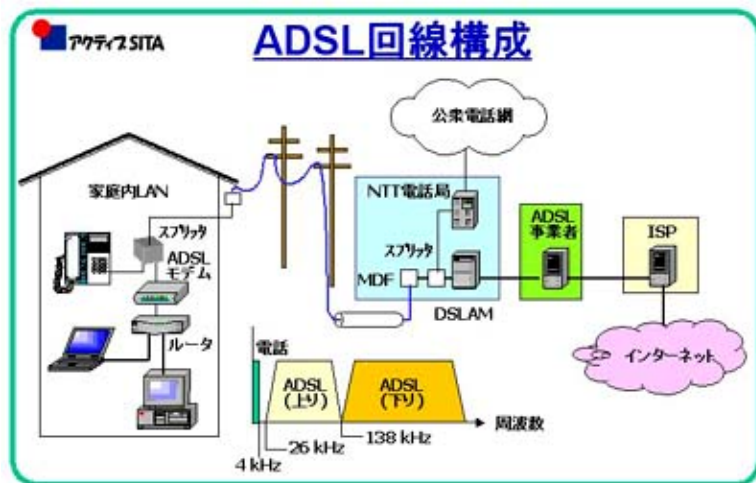 アクティブSITA
ADSL回線構成
公衆電話網
家庭内LAN
NTT電話局
スプリッタ
ADSL
モデム
ルータ
スプリッタ
MDF
DSLAM
ADSL
事業者
ISP
インターネット
電話
ADSL
(上り)
ADSL
(下り)
周波数
4 kHz
26 kHz
138 kHz